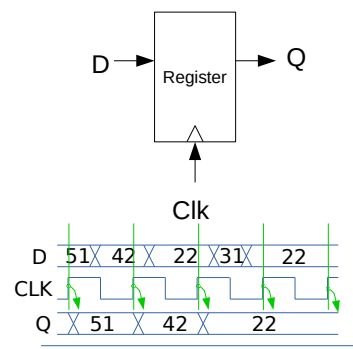 D Register Q
Clk
D 51 42 22 31 22
CLK
Q 51 42 22